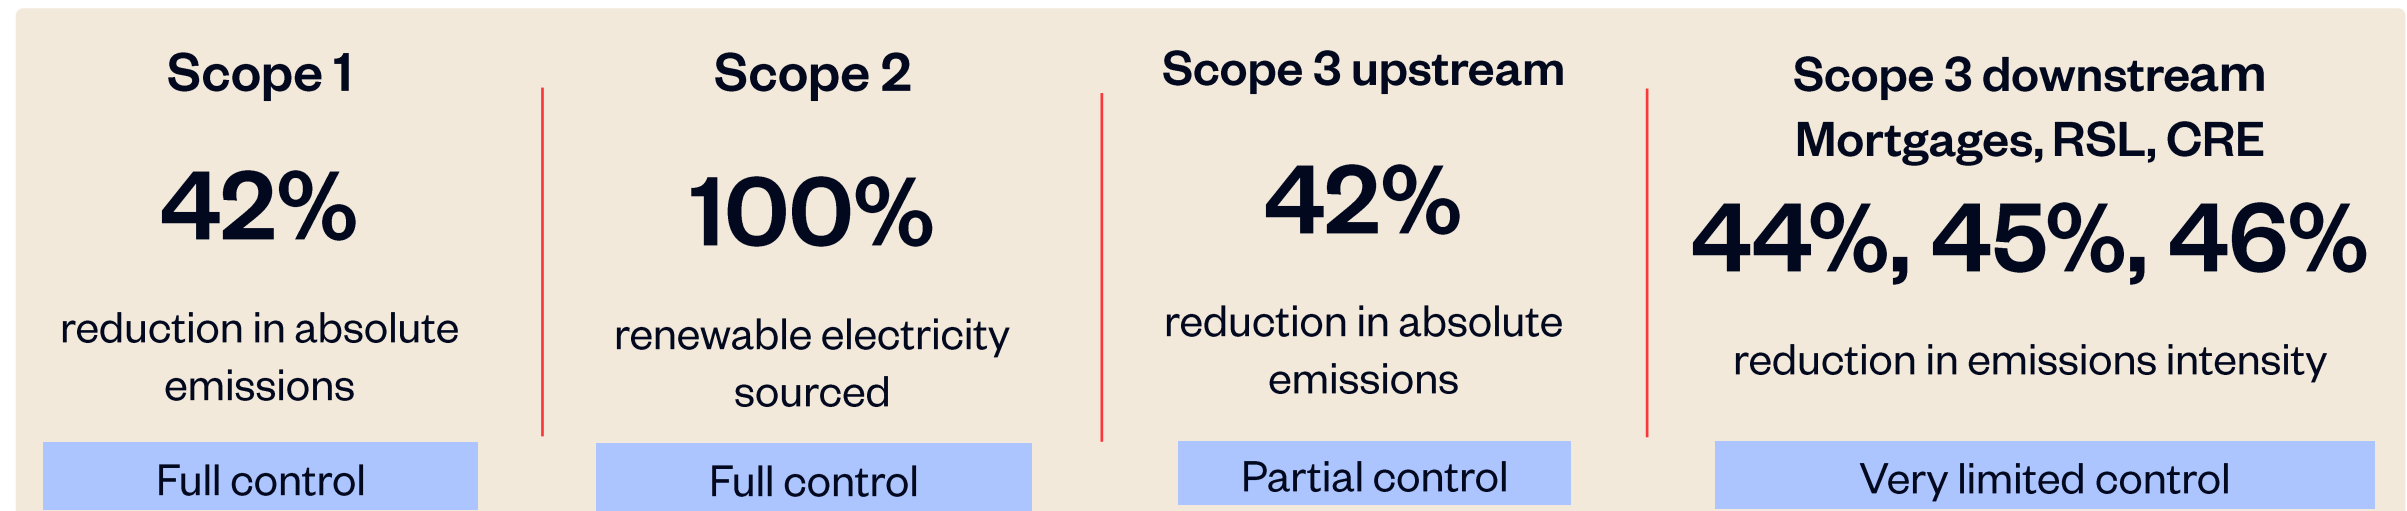 Scope 1
42%
reduction in absolute
emissions
Full control
Scope 2
100%
renewable electricity
sourced
Full control
Scope 3 upstream
42%
reduction in absolute
emissions
Partial control
Scope 3 downstream
Mortgages, RSL, CRE
44%, 45%, 46%
reduction in emissions intensity
Very limited control